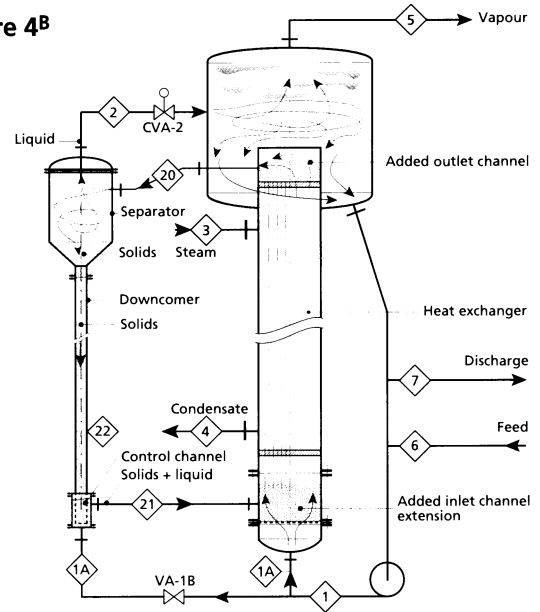 re 4B
5
Vapour
2
CVA-2
Liquid
20
Added outlet channel
Separator
3
Solids
Steam
Downcomer
Solids
Heat exchanger
Discharge
7
Condensate
4
Feed
6
22
Control channel
Solids + liquid
21
Added inlet channel
extension
1A
1A
VA-1B
1